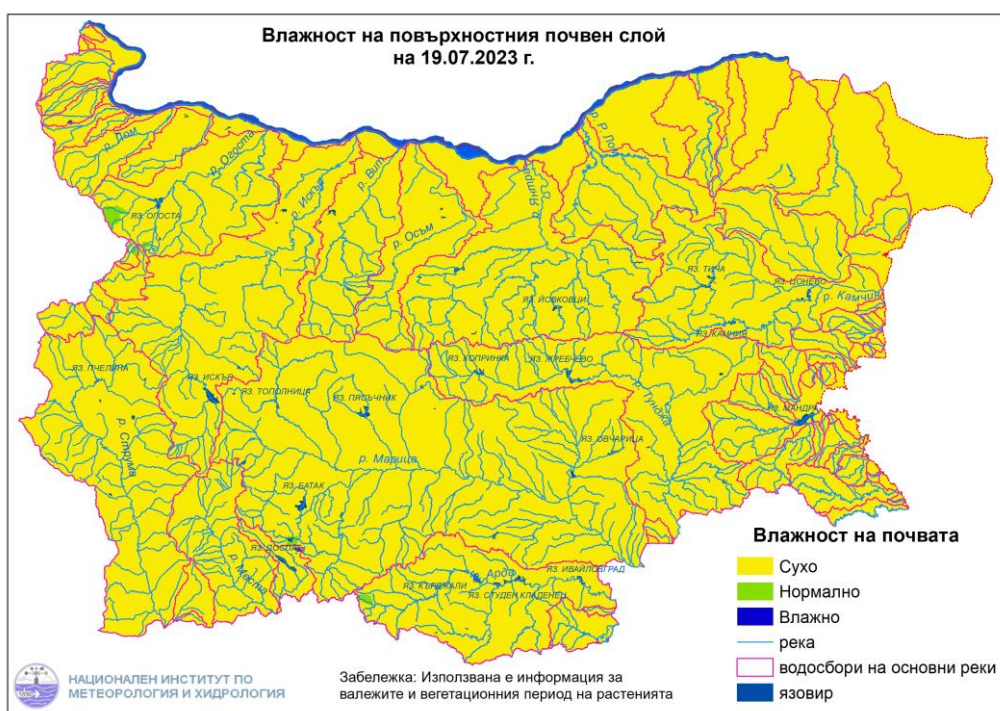 Влажност на повърхностния почвен слой
на 19.07.2023 г.
р. Лом
р. Огоста
р. Искър
р. Вит
р. Осъм
р. Янтра
р. Р.Лом
ЯЗ. ОГОСТА
ЯЗ. ТИЧА
ЯЗ. ЦОНЕВО
р. Камчия
ЯЗ. ЙОВКОВЦИ
ЯЗ. КАМЧИЯ
ЯЗ. КОПРИНКА
ЯЗ. ЖРЕБЧЕВО
ЯЗ. ПЧЕЛИНА
ЯЗ. ИСКЪР
ЯЗ. ТОПОЛНИЦА
ЯЗ. ПЯСЪЧНИК
р. Тунджа
ЯЗ. МАНДРА
р. Струма
ЯЗ. ОВЧАРИЦА
р. Марица
ЯЗ. БАТАК
ЯЗ. ДОСПАТ
р. Места
р. Арда
ЯЗ. ИВАЙЛОВГРАД
ЯЗ. КЪРДЖАЛИ
ЯЗ. СТУДЕН КЛАДЕНЕЦ
Влажност на почвата
Сухо
Нормално
Влажно
река
водосбори на основни реки
язовир
НАЦИОНАЛЕН ИНСТИТУТ ПО
МЕТЕОРОЛОГИЯ И ХИДРОЛОГИЯ
Забележка: Използвана е информация за
валежите и вегетационния период на растенията